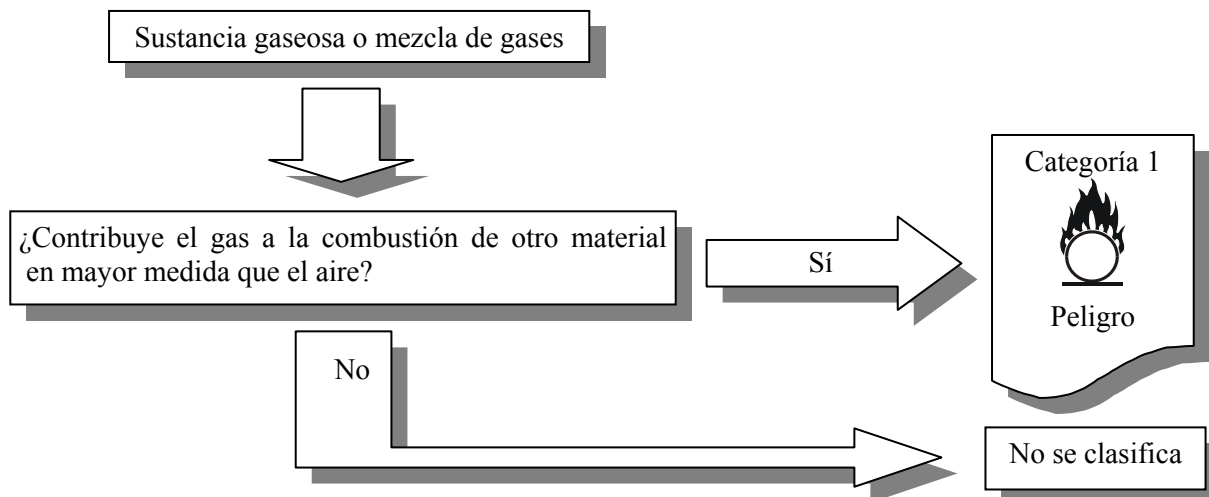 Sustancia gaseosa o mezcla de gases
¿Contribuye el gas a la combustión de otro material
en mayor medida que el aire?
Sí
Categoría 1
Peligro
No
No se clasifica